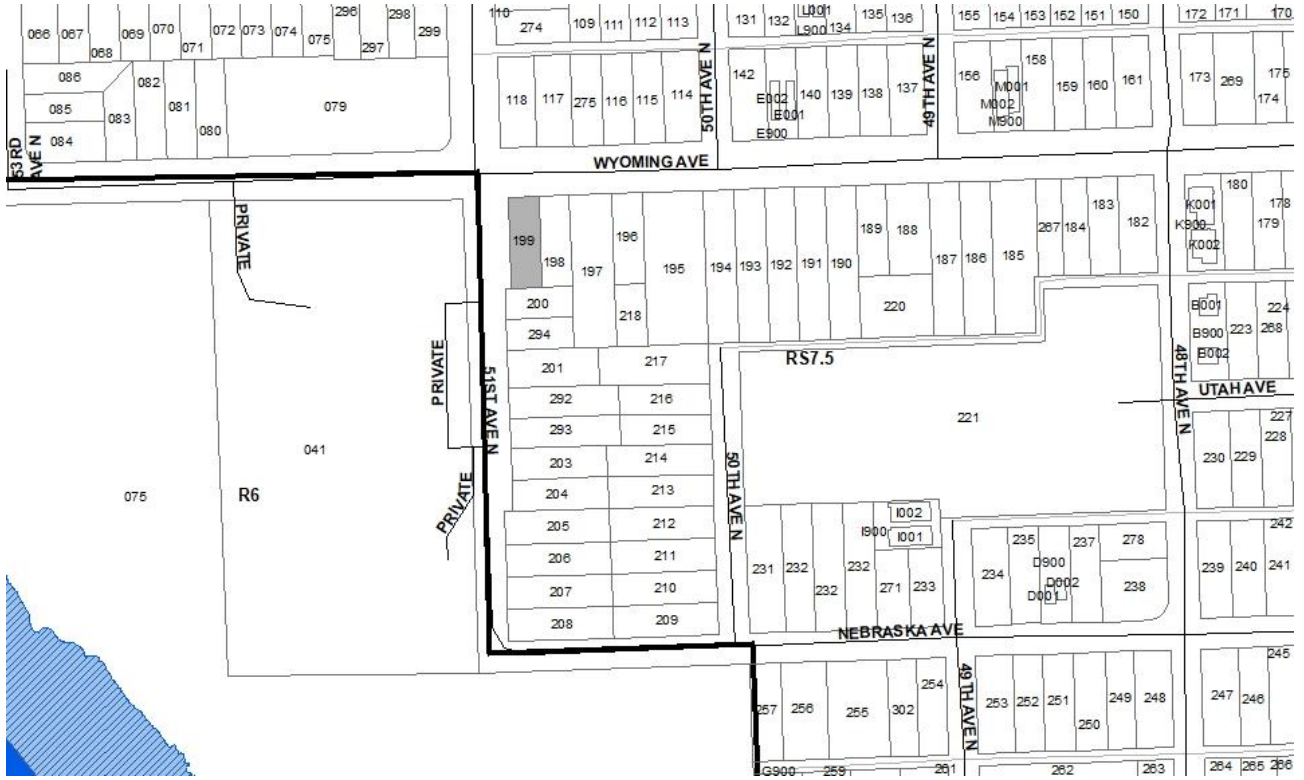 066 067 068 069 070 071 072 073 074 075 296 297 298 299
110 274 109 111 112 113
131 132 L001 L900 134 135 136
155 154 153 152 151 150
172 171 170
086 085 084 083 082 081 080 079
118 117 275 116 115 114
142 E002 E001 E900 140 139 138 137
156 M001 M002 M900 158 159 160 161
173 269 175 174
53RD AVE N
50TH AVE N
49TH AVE N
WYOMING AVE
PRIVATE
199 198 197 196 195 194 193 192 191 190 189 188 187 186 185 267 184 183 182
K001 K900 K002 180 178 179
200 218 220
294
B001 B900 B002 223 224 268
RS7.5
201 217
PRIVATE
51ST AVE N
48TH AVE N
UTAH AVE
292 216
293 215
221
227 228
230 229
203 214
041
204 213
075
R6
PRIVATE
50TH AVE N
205 212
206 211
207 210
208 209
I002
I900 I001
231 232 232 232 271 233
234 235 D900 D002 D001 237 278 238
242
239 240 241
NEBRASKA AVE
49TH AVE N
257 256 255 302 254
253 252 251 250 249 248
247 246 245
G900 259 261 262 263 264 265 266